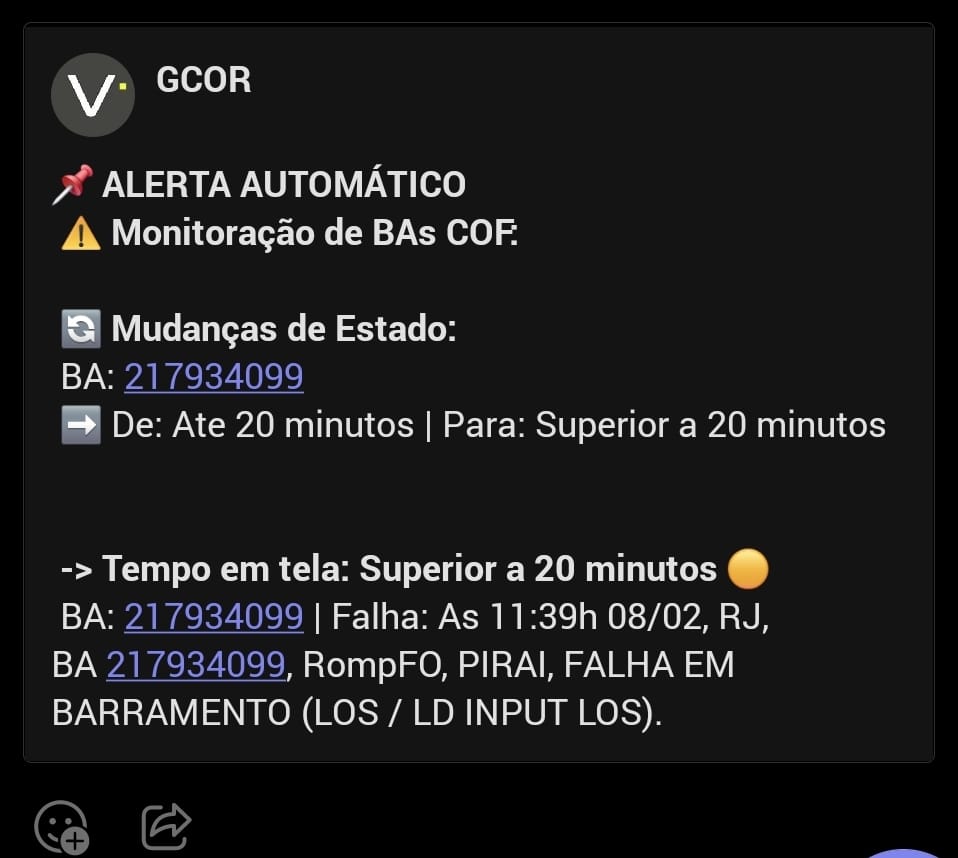 GCOR
📌 ALERTA AUTOMÁTICO
⚠️ Monitoração de BAs COF:
🔄 Mudanças de Estado:
BA: 217934099
➡️ De: Ate 20 minutos | Para: Superior a 20 minutos
-> Tempo em tela: Superior a 20 minutos 🟡
BA: 217934099 | Falha: As 11:39h 08/02, RJ,
BA 217934099, RompFO, PIRAI, FALHA EM
BARRAMENTO (LOS / LD INPUT LOS).